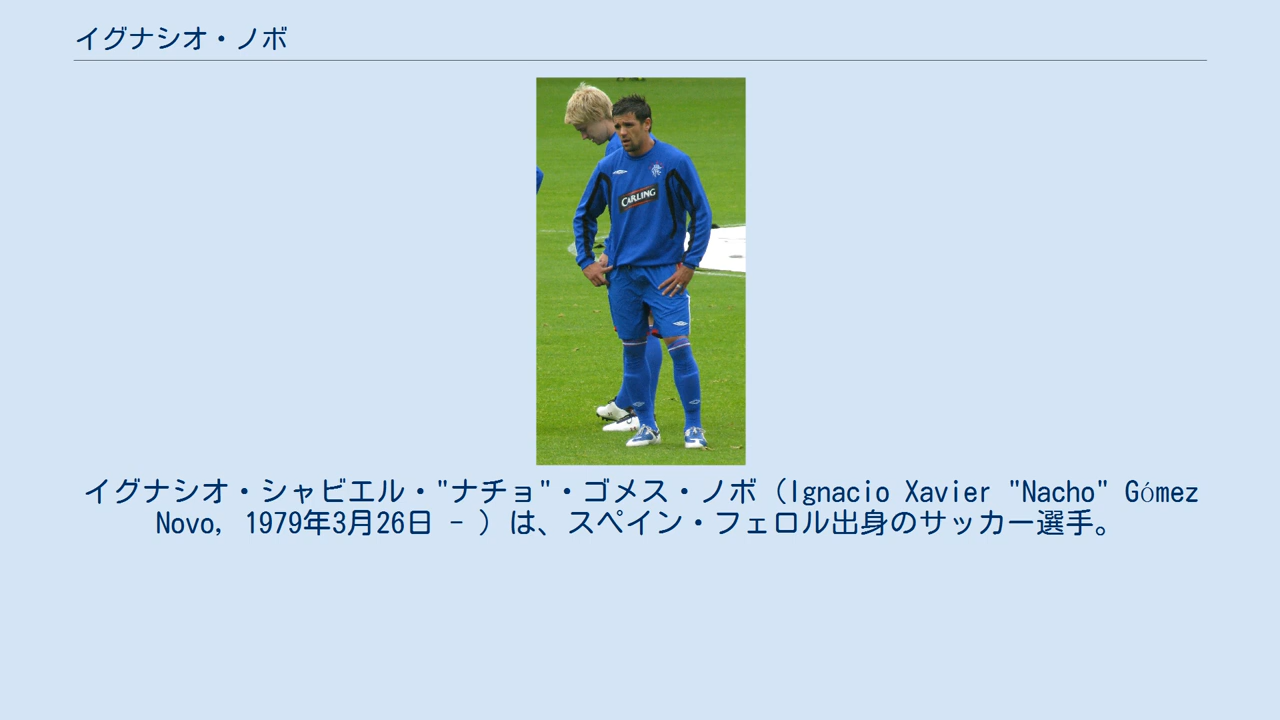 イグナシオ・ノボ
CARLING
イグナシオ・シャビエル・"ナチョ"・ゴメス・ノボ（Ignacio Xavier "Nacho" Gómez
Novo, 1979年3月26日 - ）は、スペイン・フェロル出身のサッカー選手。